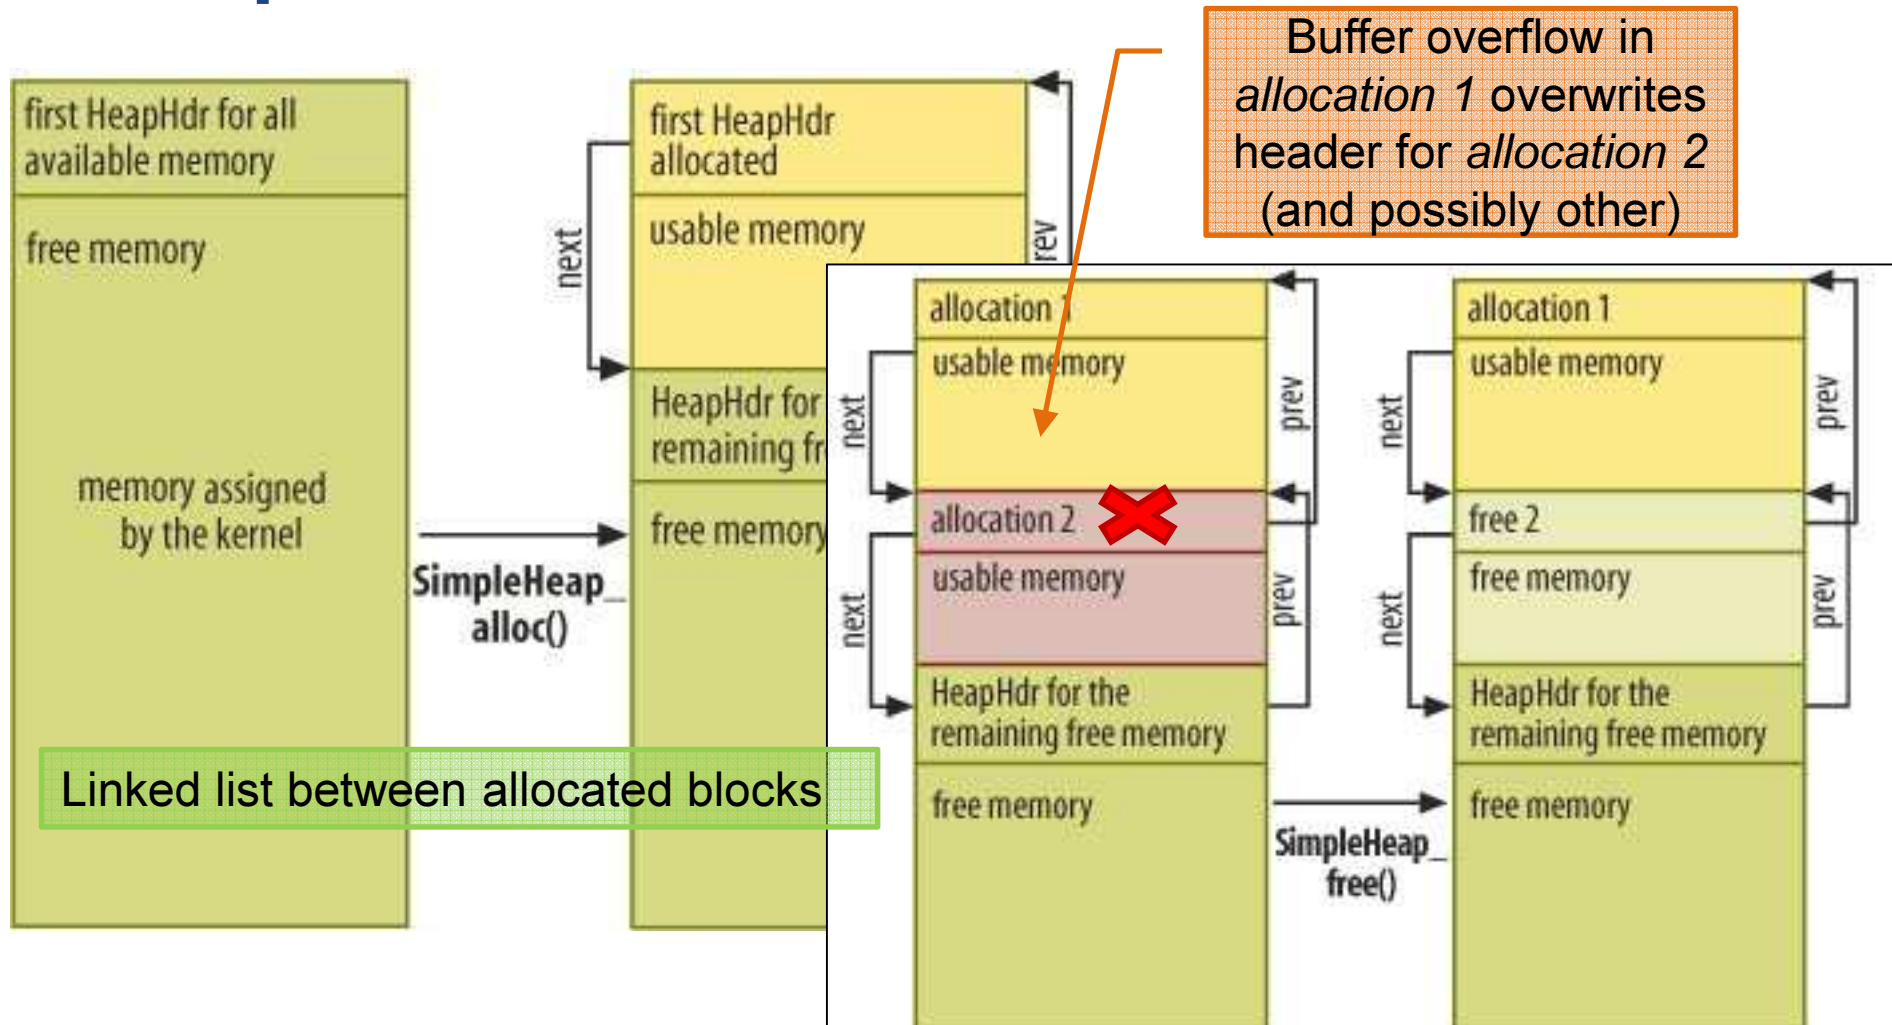 Buffer overflow in
allocation 1 overwrites
header for allocation 2
(and possibly other)
first HeapHdr for all
available memory
free memory
memory assigned
by the kernel
SimpleHeap_
alloc()
first HeapHdr
allocated
usable memory
next
rev
HeapHdr for
remaining fr
free memory
Linked list between allocated blocks
allocation 1
usable memory
next
prev
allocation 2
usable memory
next
prev
HeapHdr for the
remaining free memory
free memory
SimpleHeap_
free()
allocation 1
usable memory
next
prev
free 2
free memory
next
prev
HeapHdr for the
remaining free memory
free memory